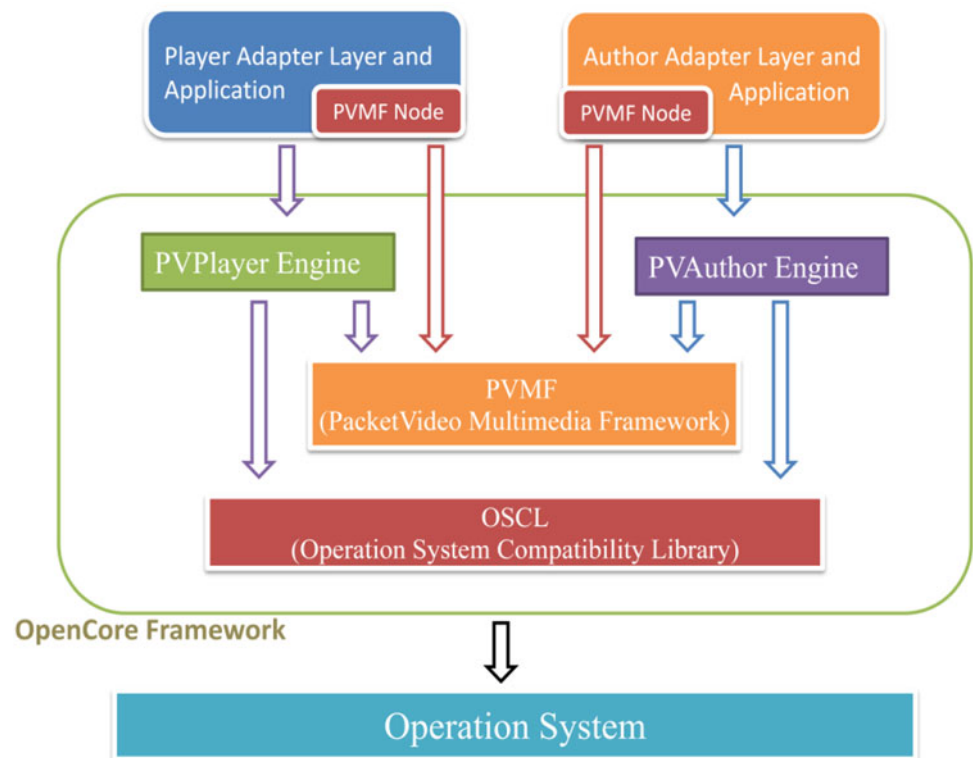 Player Adapter Layer and
Application
PVMF Node
Author Adapter Layer and
Application
PVMF Node
PVPlayer Engine
PVAuthor Engine
PVMF
(PacketVideo Multimedia Framework)
OSCL
(Operation System Compatibility Library)
OpenCore Framework
Operation System